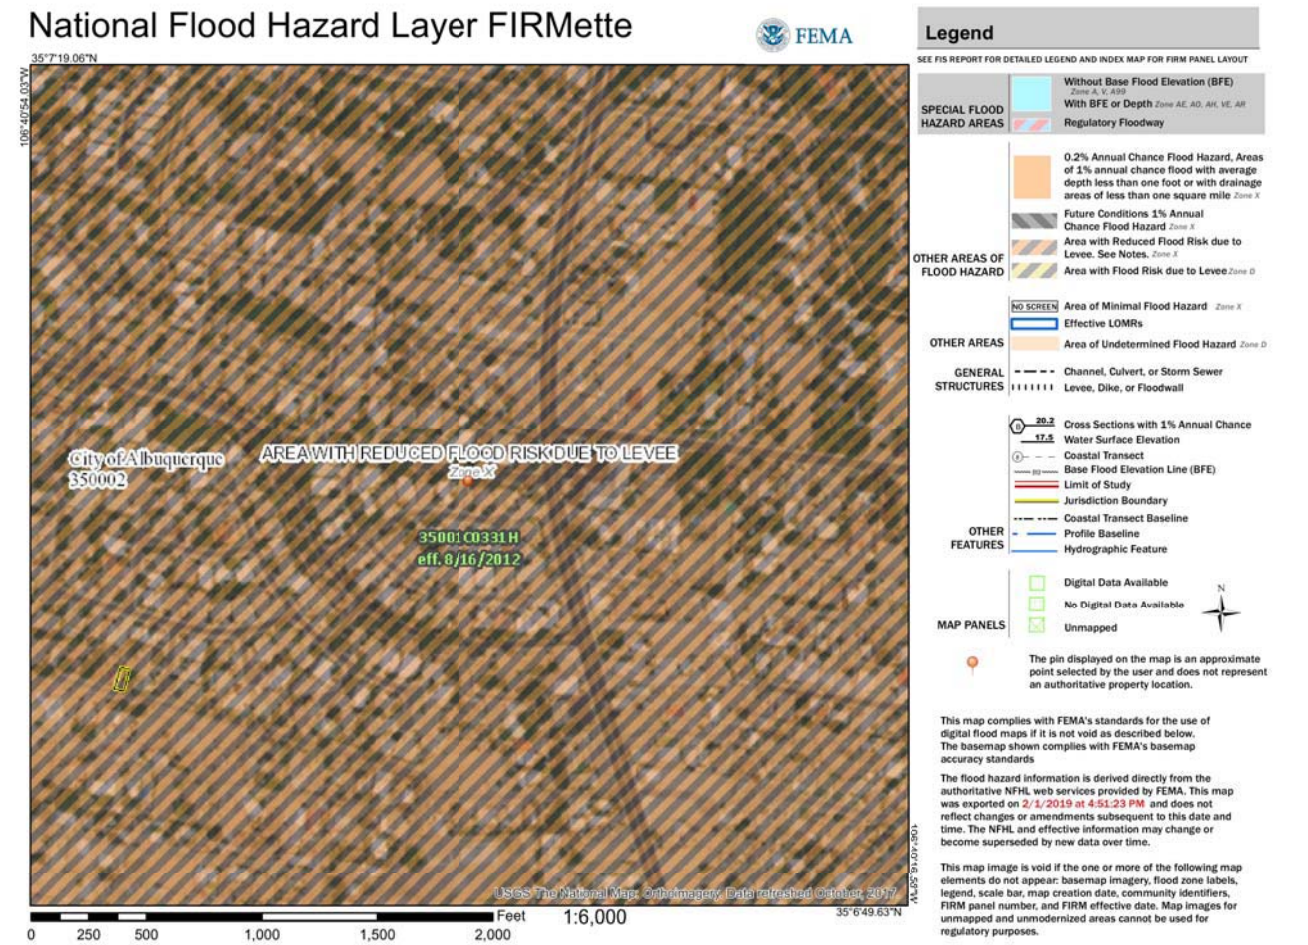 National Flood Hazard Layer FIRMette
FEMA
35°7'19.06"N
106°40'54.03"W
City of Albuquerque
350002
AREA WITH REDUCED FLOOD RISK DUE TO LEVEE
Zone X
35001C0331H
eff. 8/16/2012
USGS The National Map: Orthoimagery. Data refreshed October, 2017.
106°40'16.58"W
35°6'49.63"N
Feet
1:6,000
0
250
500
1,000
1,500
2,000
Legend
SEE FIS REPORT FOR DETAILED LEGEND AND INDEX MAP FOR FIRM PANEL LAYOUT
SPECIAL FLOOD
HAZARD AREAS
Without Base Flood Elevation (BFE)
Zone A, V, A99
With BFE or Depth Zone AE, AO, AH, VE, AR
Regulatory Floodway
OTHER AREAS OF
FLOOD HAZARD
0.2% Annual Chance Flood Hazard, Areas
of 1% annual chance flood with average
depth less than one foot or with drainage
areas of less than one square mile Zone X
Future Conditions 1% Annual
Chance Flood Hazard Zone X
Area with Reduced Flood Risk due to
Levee. See Notes. Zone X
Area with Flood Risk due to Levee Zone D
OTHER AREAS
NO SCREEN Area of Minimal Flood Hazard Zone X
Effective LOMRs
Area of Undetermined Flood Hazard Zone D
GENERAL
STRUCTURES
Channel, Culvert, or Storm Sewer
Levee, Dike, or Floodwall
OTHER
FEATURES
B 20.2 Cross Sections with 1% Annual Chance
17.5 Water Surface Elevation
8 Coastal Transect
513 Base Flood Elevation Line (BFE)
Limit of Study
Jurisdiction Boundary
Coastal Transect Baseline
Profile Baseline
Hydrographic Feature
MAP PANELS
Digital Data Available
No Digital Data Available
Unmapped
N
The pin displayed on the map is an approximate
point selected by the user and does not represent
an authoritative property location.
This map complies with FEMA's standards for the use of
digital flood maps if it is not void as described below.
The basemap shown complies with FEMA's basemap
accuracy standards
The flood hazard information is derived directly from the
authoritative NFHL web services provided by FEMA. This map
was exported on 2/1/2019 at 4:51:23 PM and does not
reflect changes or amendments subsequent to this date and
time. The NFHL and effective information may change or
become superseded by new data over time.
This map image is void if the one or more of the following map
elements do not appear: basemap imagery, flood zone labels,
legend, scale bar, map creation date, community identifiers,
FIRM panel number, and FIRM effective date. Map images for
unmapped and unmodernized areas cannot be used for
regulatory purposes.